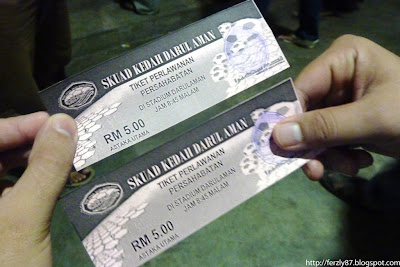 SKUAD KEDAH DARUL AMAN
TIKET PERLAWANAN
PERSAHABATAN
DI STADIUM DARULAMAN
JAM 8:45 MALAM
RM 5.00
ASTAKA UTAMA
SKUAD KEDAH DARUL AMAN
TIKET PERLAWANAN
PERSAHABATAN
DI STADIUM DARULAMAN
JAM 8:45 MALAM
RM 5.00
ASTAKA UTAMA
http://ferzly87.blogspot.com